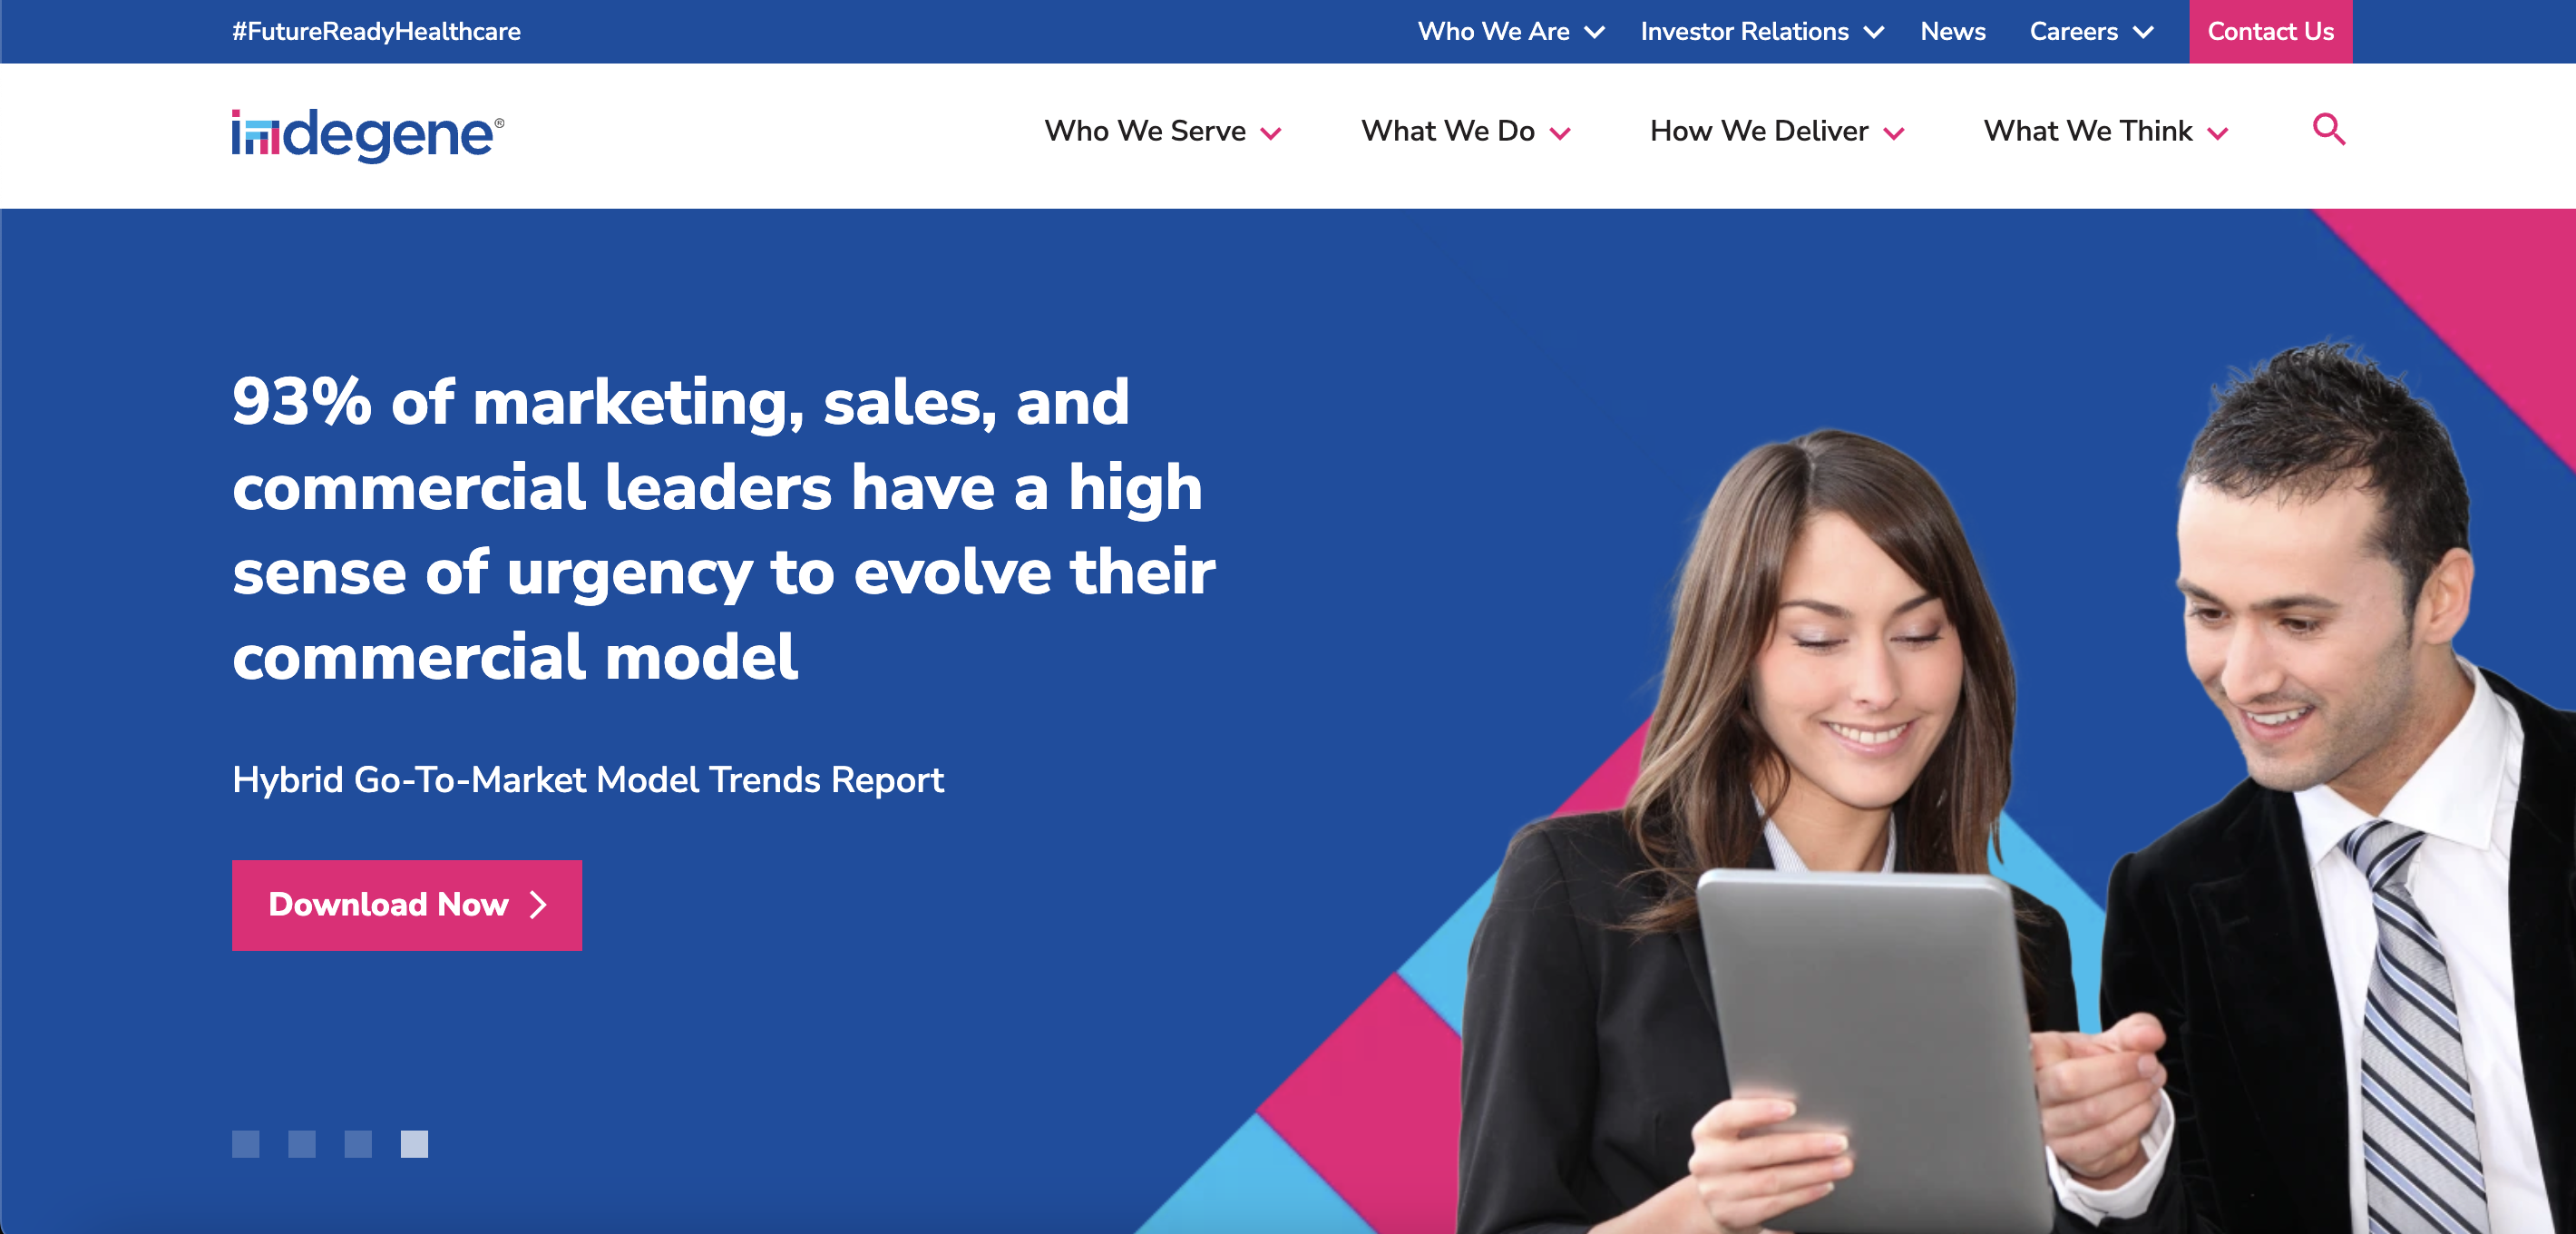 #FutureReadyHealthcare
Who We Are
Investor Relations
News
Careers
Contact Us
indegene®
Who We Serve
What We Do
How We Deliver
What We Think
93% of marketing, sales, and
commercial leaders have a high
sense of urgency to evolve their
commercial model
Hybrid Go-To-Market Model Trends Report
Download Now